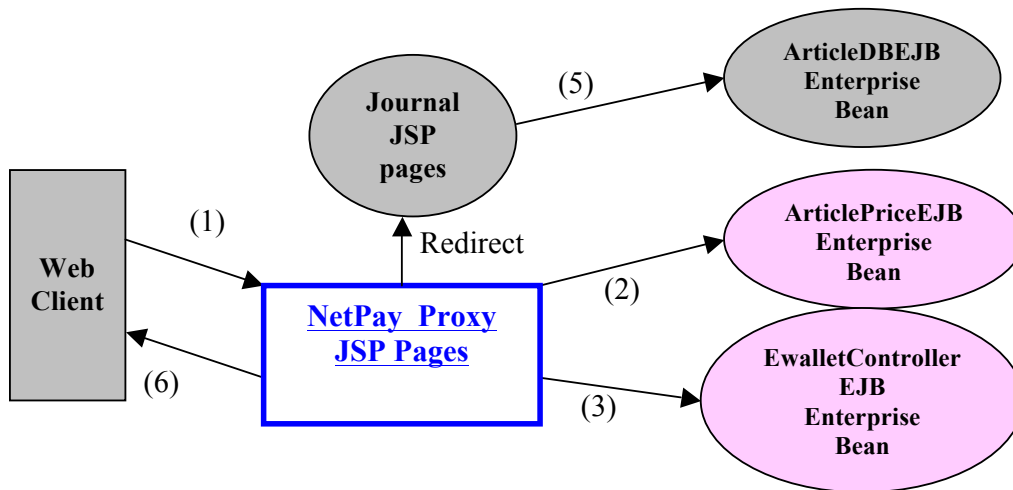 ArticleDBEJB
Enterprise
Bean
(5)
Journal
JSP
pages
(1)
Redirect
ArticlePriceEJB
Enterprise
Bean
Web
Client
(2)
NetPay Proxy
JSP Pages
EwalletController
EJB
Enterprise
Bean
(6)
(3)